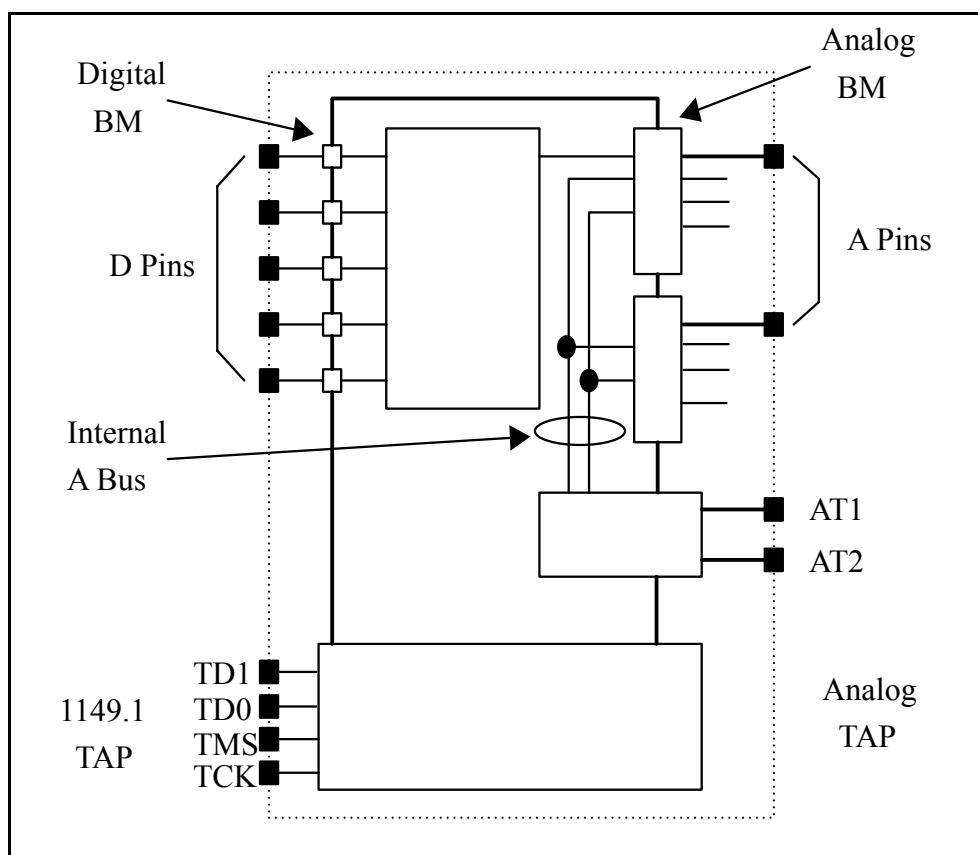 Digital
BM
Analog
BM
D Pins
A Pins
Internal
A Bus
AT1
AT2
1149.1
TAP
TD1
TD0
TMS
TCK
Analog
TAP